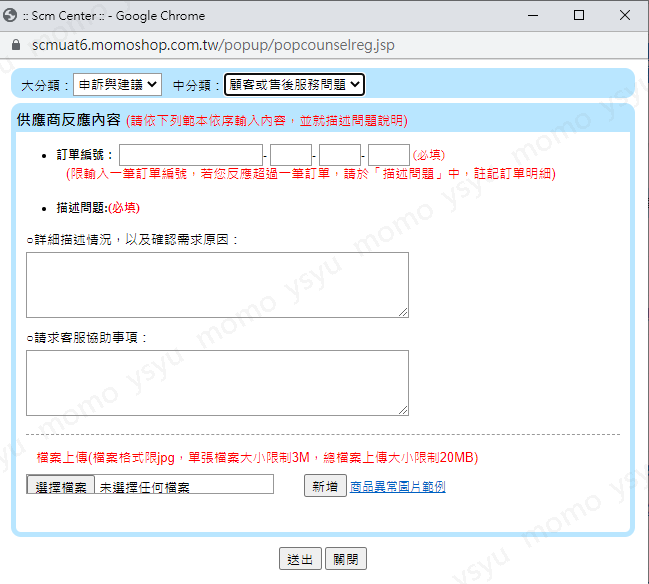 :: Scm Center :: - Google Chrome
scmuat6.momoshop.com.tw/popup/popcounselreg.jsp
大分類：申訴與建議 中分類：顧客或售後服務問題
供應商反應內容 (請依下列範本依序輸入內容，並就描述問題說明)
• 訂單編號： - - - (必填)
(限輸入一筆訂單編號，若您反應超過一筆訂單，請於「描述問題」中，註記訂單明細)
• 描述問題:(必填)
○詳細描述情況，以及確認需求原因：
○請求客服協助事項：
檔案上傳(檔案格式限jpg，單張檔案大小限制3M，總檔案上傳大小限制20MB)
選擇檔案 未選擇任何檔案 新增 商品異常圖片範例
送出 關閉
momo ysyu momo ysyu momo ysyu